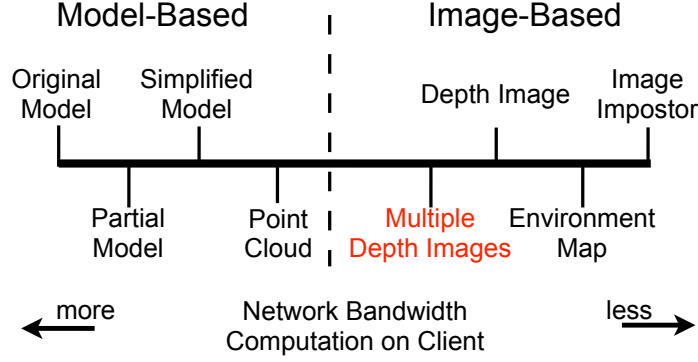 Model-Based
Image-Based
Original
Model
Simplified
Model
Depth Image
Image
Impostor
Partial
Model
Point
Cloud
Multiple
Depth Images
Environment
Map
more
Network Bandwidth
Computation on Client
less